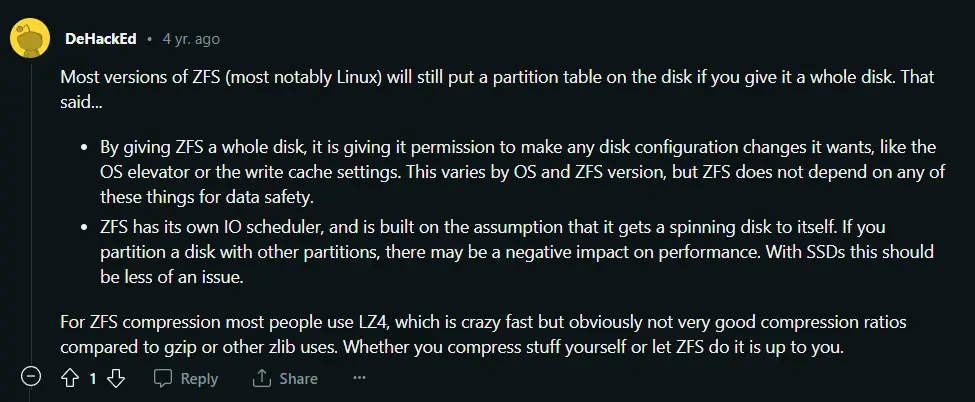 DeHackEd • 4 yr. ago
Most versions of ZFS (most notably Linux) will still put a partition table on the disk if you give it a whole disk. That
said...
• By giving ZFS a whole disk, it is giving it permission to make any disk configuration changes it wants, like the
OS elevator or the write cache settings. This varies by OS and ZFS version, but ZFS does not depend on any of
these things for data safety.
• ZFS has its own IO scheduler, and is built on the assumption that it gets a spinning disk to itself. If you
partition a disk with other partitions, there may be a negative impact on performance. With SSDs this should
be less of an issue.
For ZFS compression most people use LZ4, which is crazy fast but obviously not very good compression ratios
compared to gzip or other zlib uses. Whether you compress stuff yourself or let ZFS do it is up to you.
1 Reply Share ...